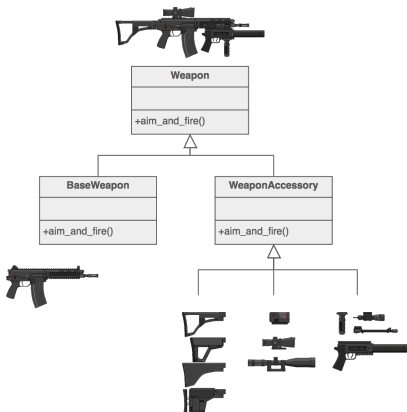 Weapon
+aim_and_fire()
BaseWeapon
WeaponAccessory
+aim_and_fire()
+aim_and_fire()